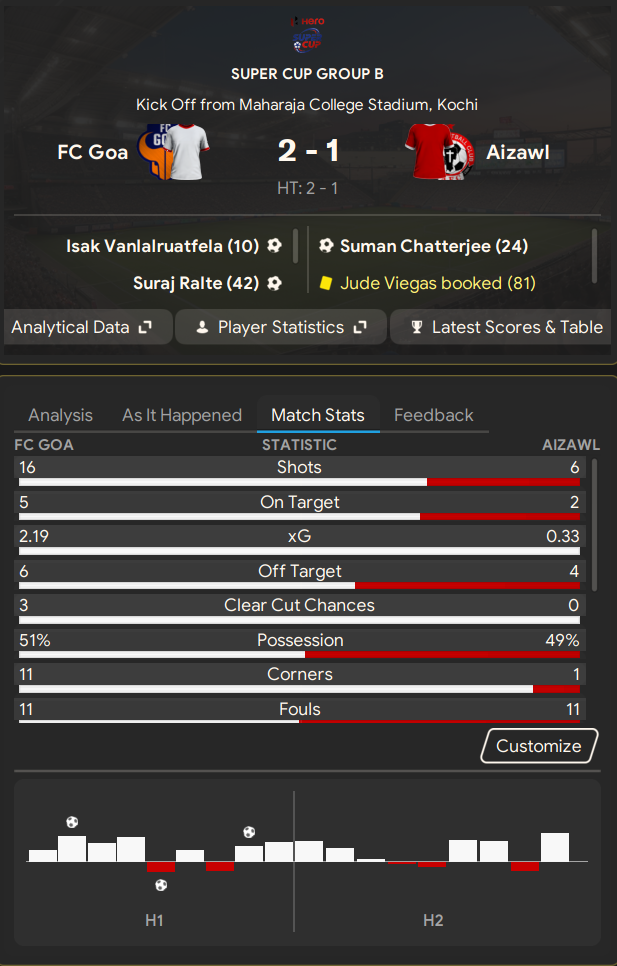 Hero
SUPER
CUP
SUPER CUP GROUP B
Kick Off from Maharaja College Stadium, Kochi
FC Goa
FC
2 - 1
Aizawl
HT: 2 - 1
Isak Vanlalruatfela (10)
Suman Chatterjee (24)
Suraj Ralte (42)
Jude Viegas booked (81)
Analytical Data
Player Statistics
Latest Scores & Table
Analysis
As It Happened
Match Stats
Feedback
FC GOA STATISTIC AIZAWL
16 Shots 6
5 On Target 2
2.19 xG 0.33
6 Off Target 4
3 Clear Cut Chances 0
51% Possession 49%
11 Corners 1
11 Fouls 11
Customize
H1
H2